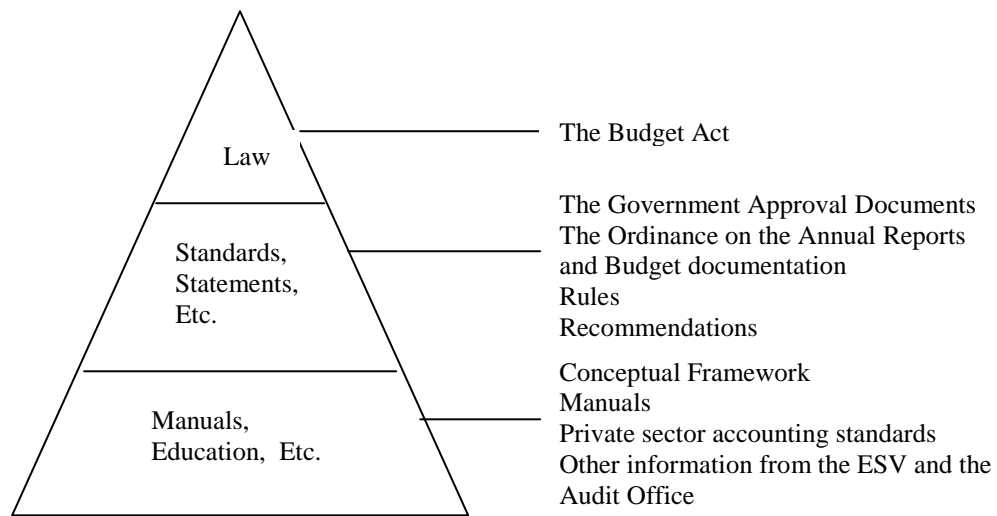 Law
The Budget Act
Standards,
Statements,
Etc.
The Government Approval Documents
The Ordinance on the Annual Reports
and Budget documentation
Rules
Recommendations
Manuals,
Education, Etc.
Conceptual Framework
Manuals
Private sector accounting standards
Other information from the ESV and the
Audit Office